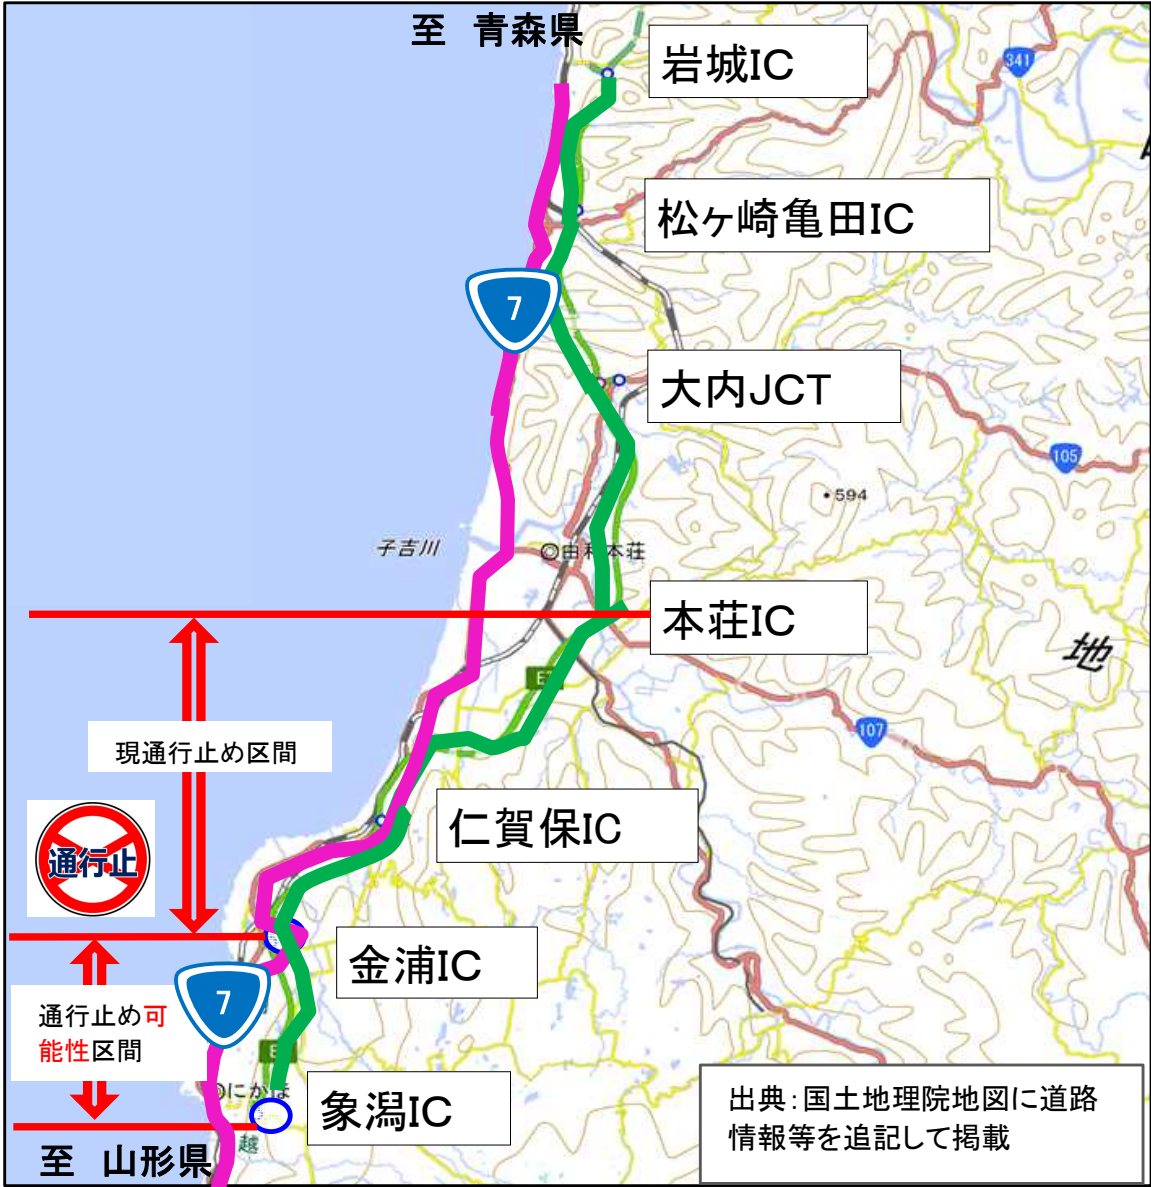 至 青森県
岩城IC
341
松ヶ崎亀田IC
7
大内JCT
105
594
子吉川
由利本荘
本荘IC
地
107
現通行止め区間
仁賀保IC
通行止
金浦IC
7
通行止め可
能性区間
にかほ
象潟IC
越
至 山形県
出典：国土地理院地図に道路
情報等を追記して掲載